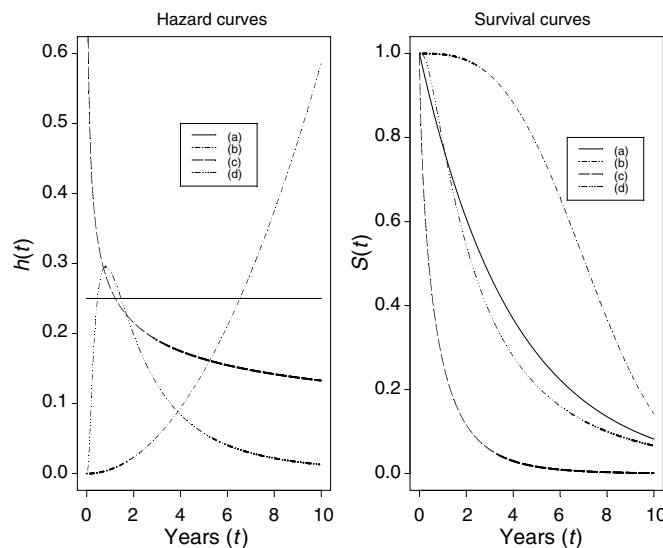 Hazard curves
h(t)
0.6
0.5
0.4
0.3
0.2
0.1
0.0
(a)
(b)
(c)
(d)
0 2 4 6 8 10
Years (t)
Survival curves
S(t)
1.0
0.8
0.6
0.4
0.2
0.0
(a)
(b)
(c)
(d)
0 2 4 6 8 10
Years (t)